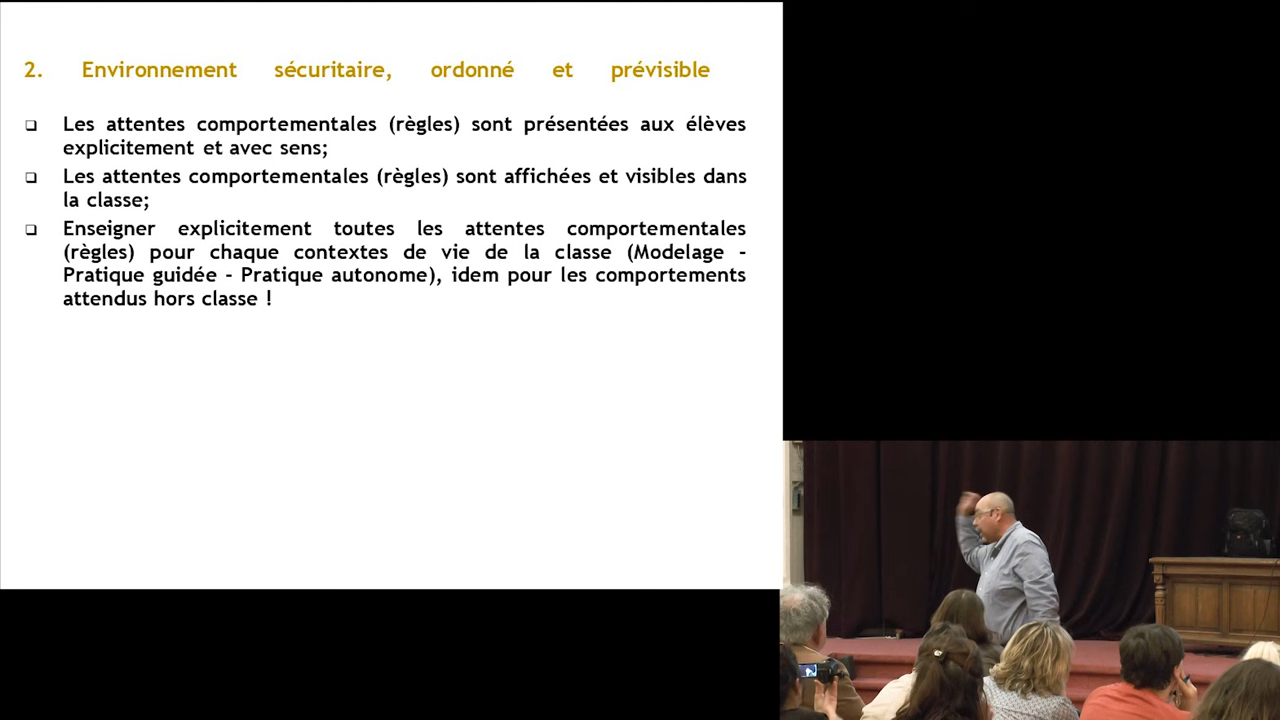 2. Environnement sécuritaire, ordonné et prévisible
❑ Les attentes comportementales (règles) sont présentées aux élèves
explicitement et avec sens;
❑ Les attentes comportementales (règles) sont affichées et visibles dans
la classe;
❑ Enseigner explicitement toutes les attentes comportementales
(règles) pour chaque contextes de vie de la classe (Modelage -
Pratique guidée - Pratique autonome), idem pour les comportements
attendus hors classe !